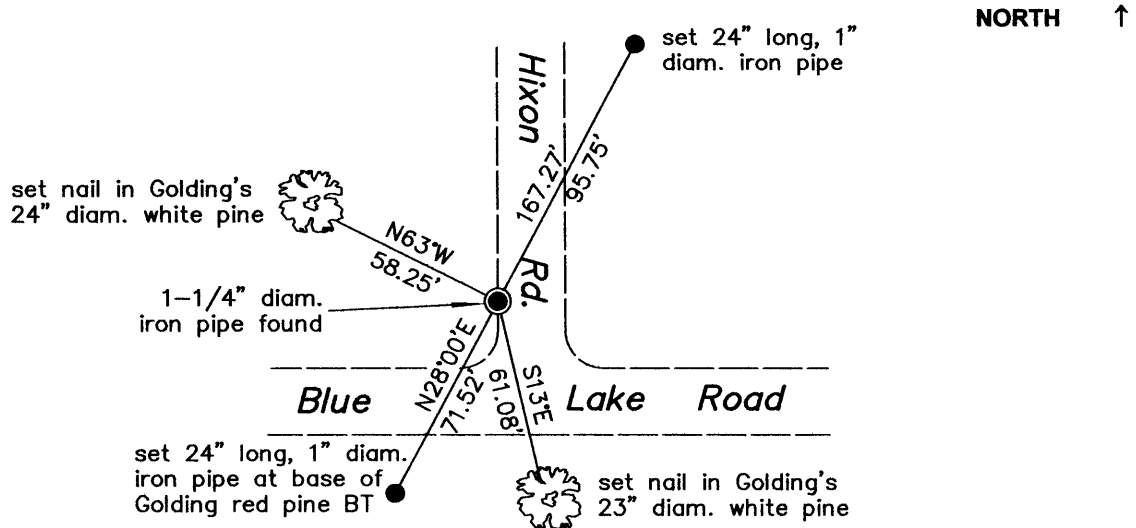 NORTH ↑
set 24" long, 1"
diam. iron pipe
Hixon
Rd.
167.27'
95.75'
set nail in Golding's
24" diam. white pine
N63°W
58.25'
1-1/4" diam.
iron pipe found
N28°00'E
71.52'
S13°E
61.08'
Blue Lake Road
set 24" long, 1" diam.
iron pipe at base of
Golding red pine BT
set nail in Golding's
23" diam. white pine